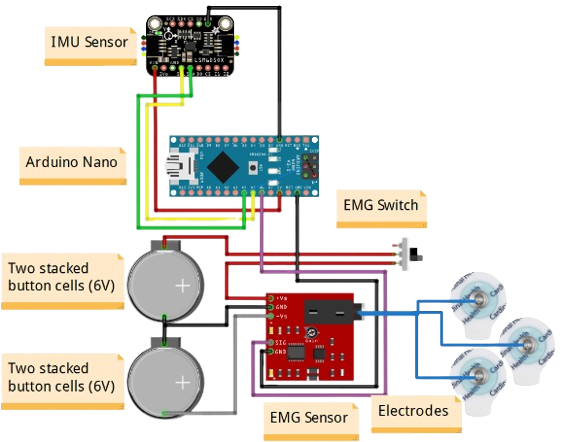 IMU Sensor
LSM6DSOX
Arduino Nano
EMG Switch
Two stacked
button cells (6V)
+Vs
GND
-Vs
SIG
GND
Two stacked
button cells (6V)
EMG Sensor
Electrodes